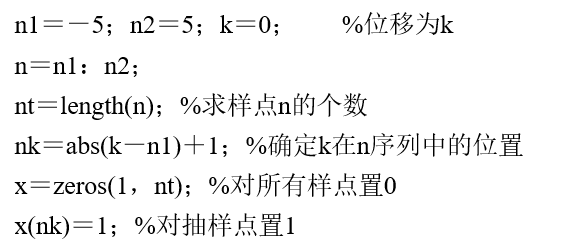 n1＝－5；n2＝5；k＝0； %位移为k
n＝n1：n2；
nt＝length(n)；%求样点n的个数
nk＝abs(k－n1)＋1；%确定k在n序列中的位置
x＝zeros(1，nt)；%对所有样点置0
x(nk)＝1；%对抽样点置1